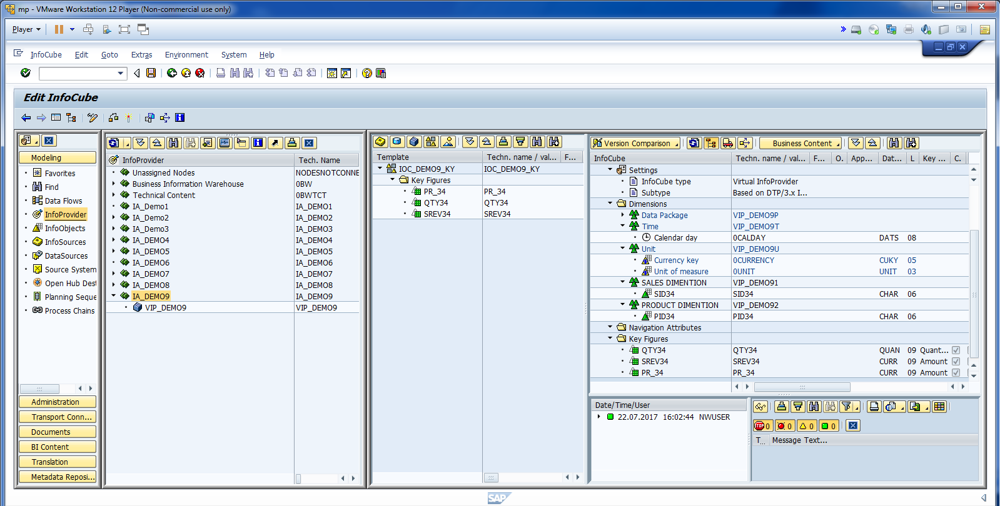 mp - VMware Workstation 12 Player (Non-commercial use only)
Player
InfoCube Edit Goto Extras Environment System Help
Edit InfoCube
Modeling
Favorites
Find
Data Flows
InfoProvider
InfoObjects
InfoSources
DataSources
Source System
Open Hub Dest
Planning Seque
Process Chains
Administration
Transport Conn...
Documents
BI Content
Translation
Metadata Reposi...
InfoProvider Tech. Name
Unassigned Nodes NODESNOTCONNE
Business Information Warehouse 0BW
Technical Content 0BWTCT
IA_Demo1 IA_DEMO1
IA_Demo2 IA_DEMO2
IA_Demo3 IA_DEMO3
IA_DEMO4 IA_DEMO4
IA_DEMO5 IA_DEMO5
IA_DEMO6 IA_DEMO6
IA_DEMO7 IA_DEMO7
IA_DEMO8 IA_DEMO8
IA_DEMO9 IA_DEMO9
VIP_DEMO9 VIP_DEMO9
Template Techn. name / val... F...
IOC_DEMO9_KY IOC_DEMO9_KY
Key Figures
PR_34 PR_34
QTY34 QTY34
SREV34 SREV34
Version Comparison Business Content
InfoCube Techn. name / val... F... O. App... Dat... L Key ... C.
Settings
InfoCube type Virtual InfoProvider
Subtype Based on DTP/3.x I...
Dimensions
Data Package VIP_DEMO9P
Time VIP_DEMO9T
Calendar day 0CALDAY DATS 08
Unit VIP_DEMO9U
Currency key 0CURRENCY CUKY 05
Unit of measure 0UNIT UNIT 03
SALES DIMENTION VIP_DEMO91
SID34 SID34 CHAR 06
PRODUCT DIMENTION VIP_DEMO92
PID34 PID34 CHAR 06
Navigation Attributes
Key Figures
QTY34 QTY34 QUAN 09 Quant...
SREV34 SREV34 CURR 09 Amount
PR_34 PR_34 CURR 09 Amount
Date/Time/User
22.07.2017 16:02:44 NWUSER
STOP 0 0 0 0
T... Message Text...
SAP